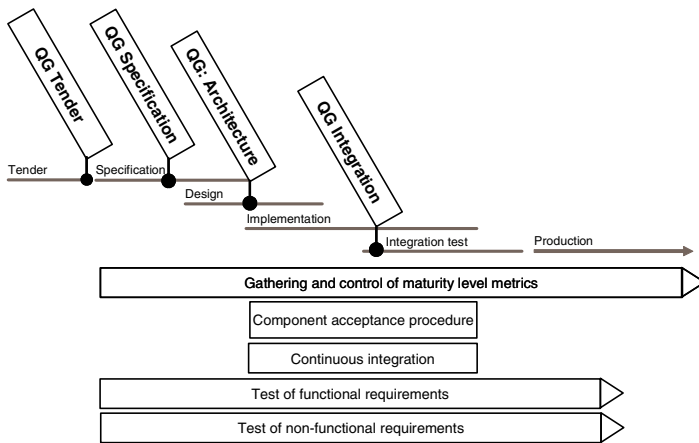 QG Tender
QG Specification
QG: Architecture
QG Integration
Tender
Specification
Design
Implementation
Integration test
Production
Gathering and control of maturity level metrics
Component acceptance procedure
Continuous integration
Test of functional requirements
Test of non-functional requirements